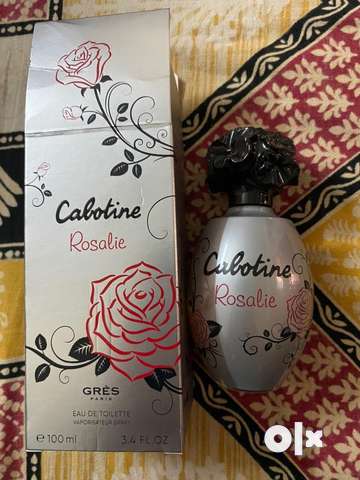 Cabotine
Rosalie
GRÈS
PARIS
EAU DE TOILETTE
VAPORISATEUR SPRAY
℮ 100 ml 3.4 FL OZ
Cabotine
Rosalie
olx